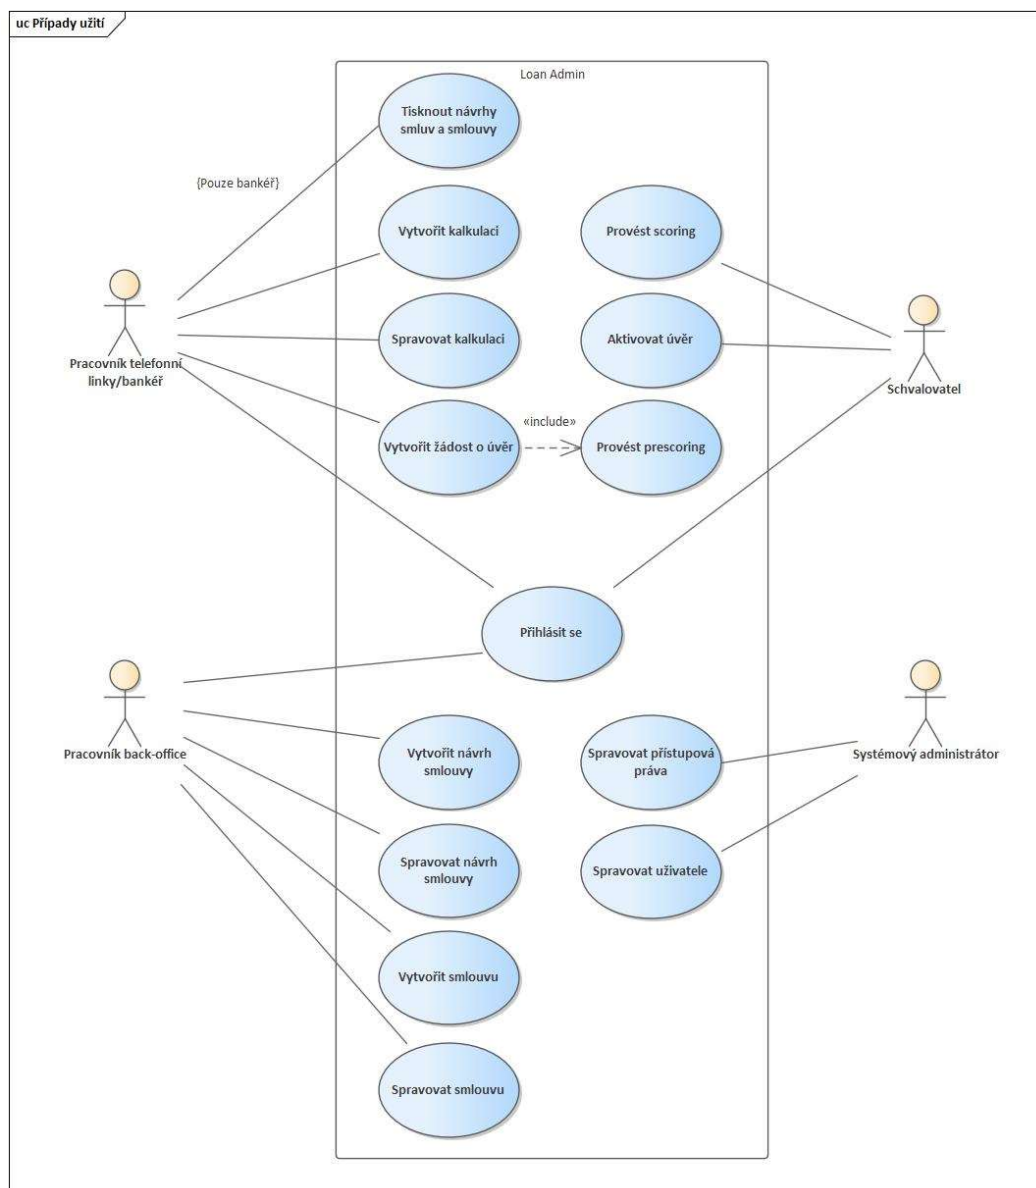 uc Případy užití
Loan Admin
Tisknout návrhy
smluv a smlouvy
{Pouze bankéř}
Vytvořit kalkulaci
Provést scoring
Spravovat kalkulaci
Aktivovat úvěr
Pracovník telefonní
linky/bankéř
Schvalovatel
«include»
Vytvořit žádost o úvěr
Provést prescoring
Přihlásit se
Pracovník back-office
Systémový administrátor
Vytvořit návrh
smlouvy
Spravovat přístupová
práva
Spravovat návrh
smlouvy
Spravovat uživatele
Vytvořit smlouvu
Spravovat smlouvu